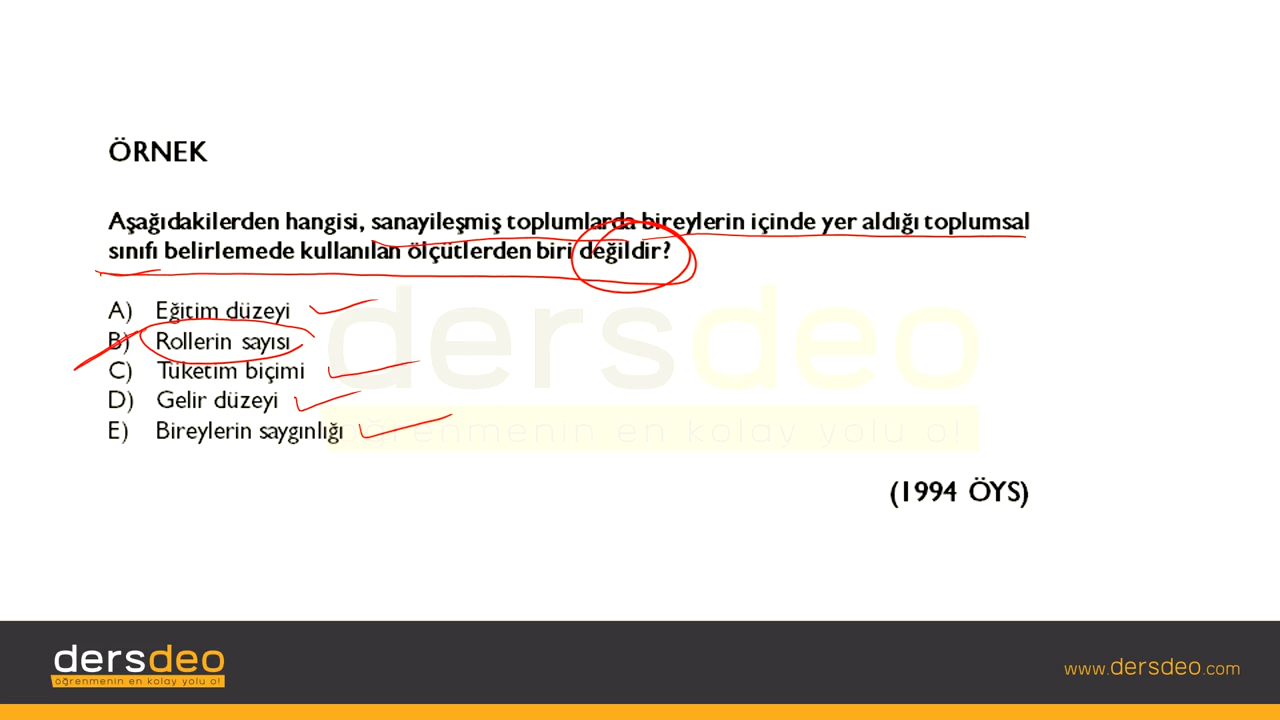 ÖRNEK
Aşağıdakilerden hangisi, sanayileşmiş toplumlarda bireylerin içinde yer aldığı toplumsal
sınıfı belirlemede kullanılan ölçütlerden biri değildir?
A) Eğitim düzeyi
B) Rollerin sayısı
C) Tüketim biçimi
D) Gelir düzeyi
E) Bireylerin saygınlığı
dersdeo
öğrenmenin en kolay yolu o!
(1994 ÖYS)
dersdeo
öğrenmenin en kolay yolu o!
www.dersdeo.com